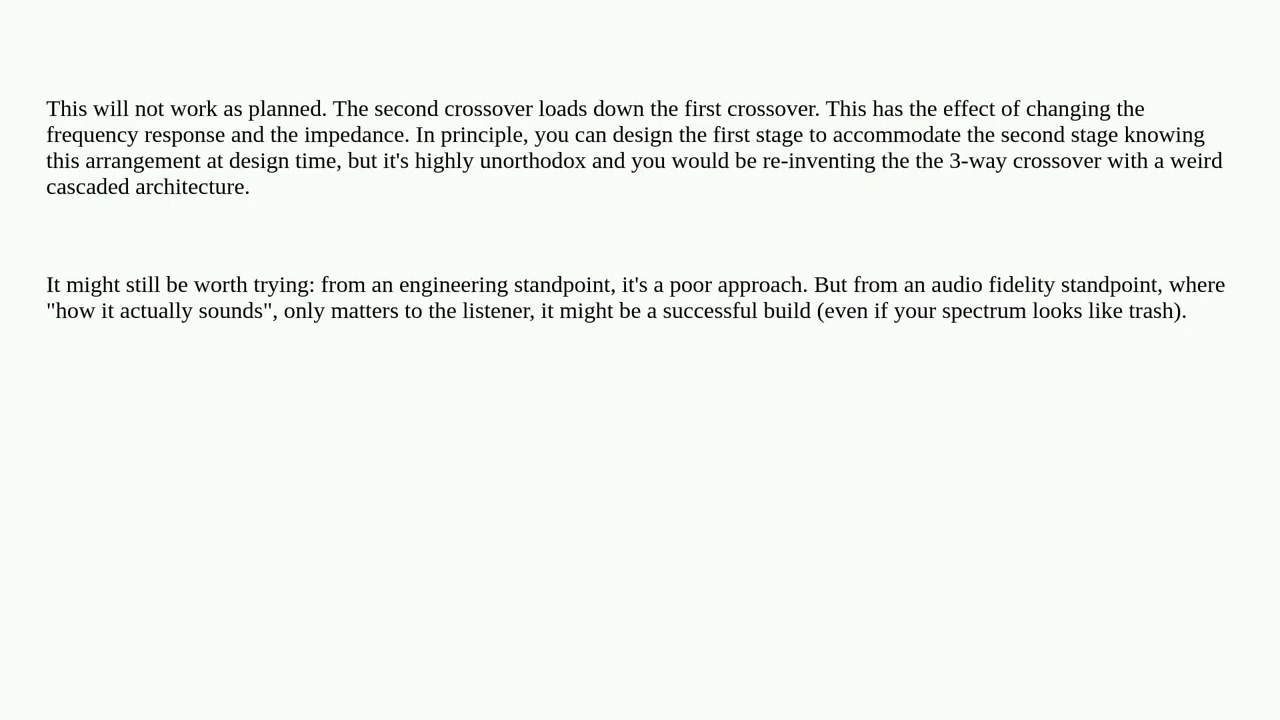 This will not work as planned. The second crossover loads down the first crossover. This has the effect of changing the
frequency response and the impedance. In principle, you can design the first stage to accommodate the second stage knowing
this arrangement at design time, but it's highly unorthodox and you would be re-inventing the the 3-way crossover with a weird
cascaded architecture.
It might still be worth trying: from an engineering standpoint, it's a poor approach. But from an audio fidelity standpoint, where
"how it actually sounds", only matters to the listener, it might be a successful build (even if your spectrum looks like trash).